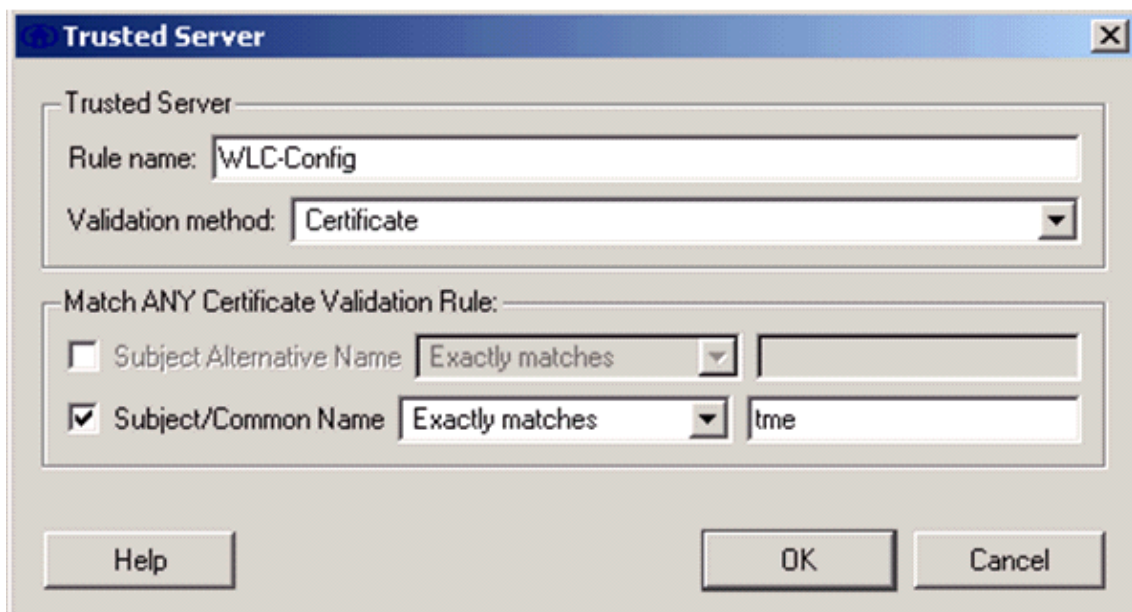 Trusted Server
Trusted Server
Rule name: WLC-Config
Validation method: Certificate
Match ANY Certificate Validation Rule:
Subject Alternative Name Exactly matches
Subject/Common Name Exactly matches tme
Help OK Cancel